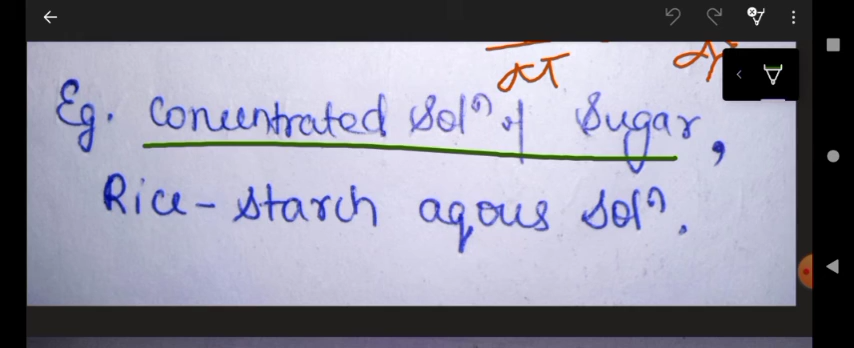 Eg. Concentrated Solⁿ of Sugar,
Rice-starch aqous Solⁿ.